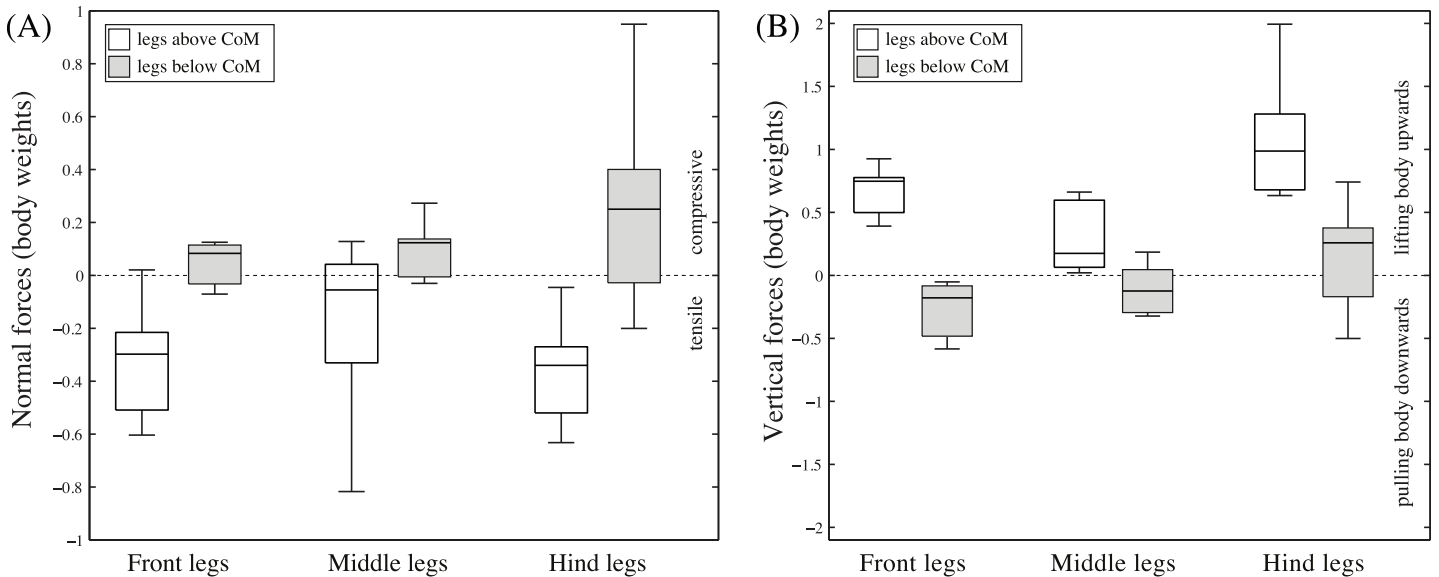 (A)
legs above CoM
legs below CoM
Normal forces (body weights)
1
0.8
0.6
0.4
0.2
0
−0.2
−0.4
−0.6
−0.8
−1
compressive
tensile
Front legs
Middle legs
Hind legs
(B)
legs above CoM
legs below CoM
Vertical forces (body weights)
2
1.5
1
0.5
0
−0.5
−1
−1.5
−2
lifting body upwards
pulling body downwards
Front legs
Middle legs
Hind legs